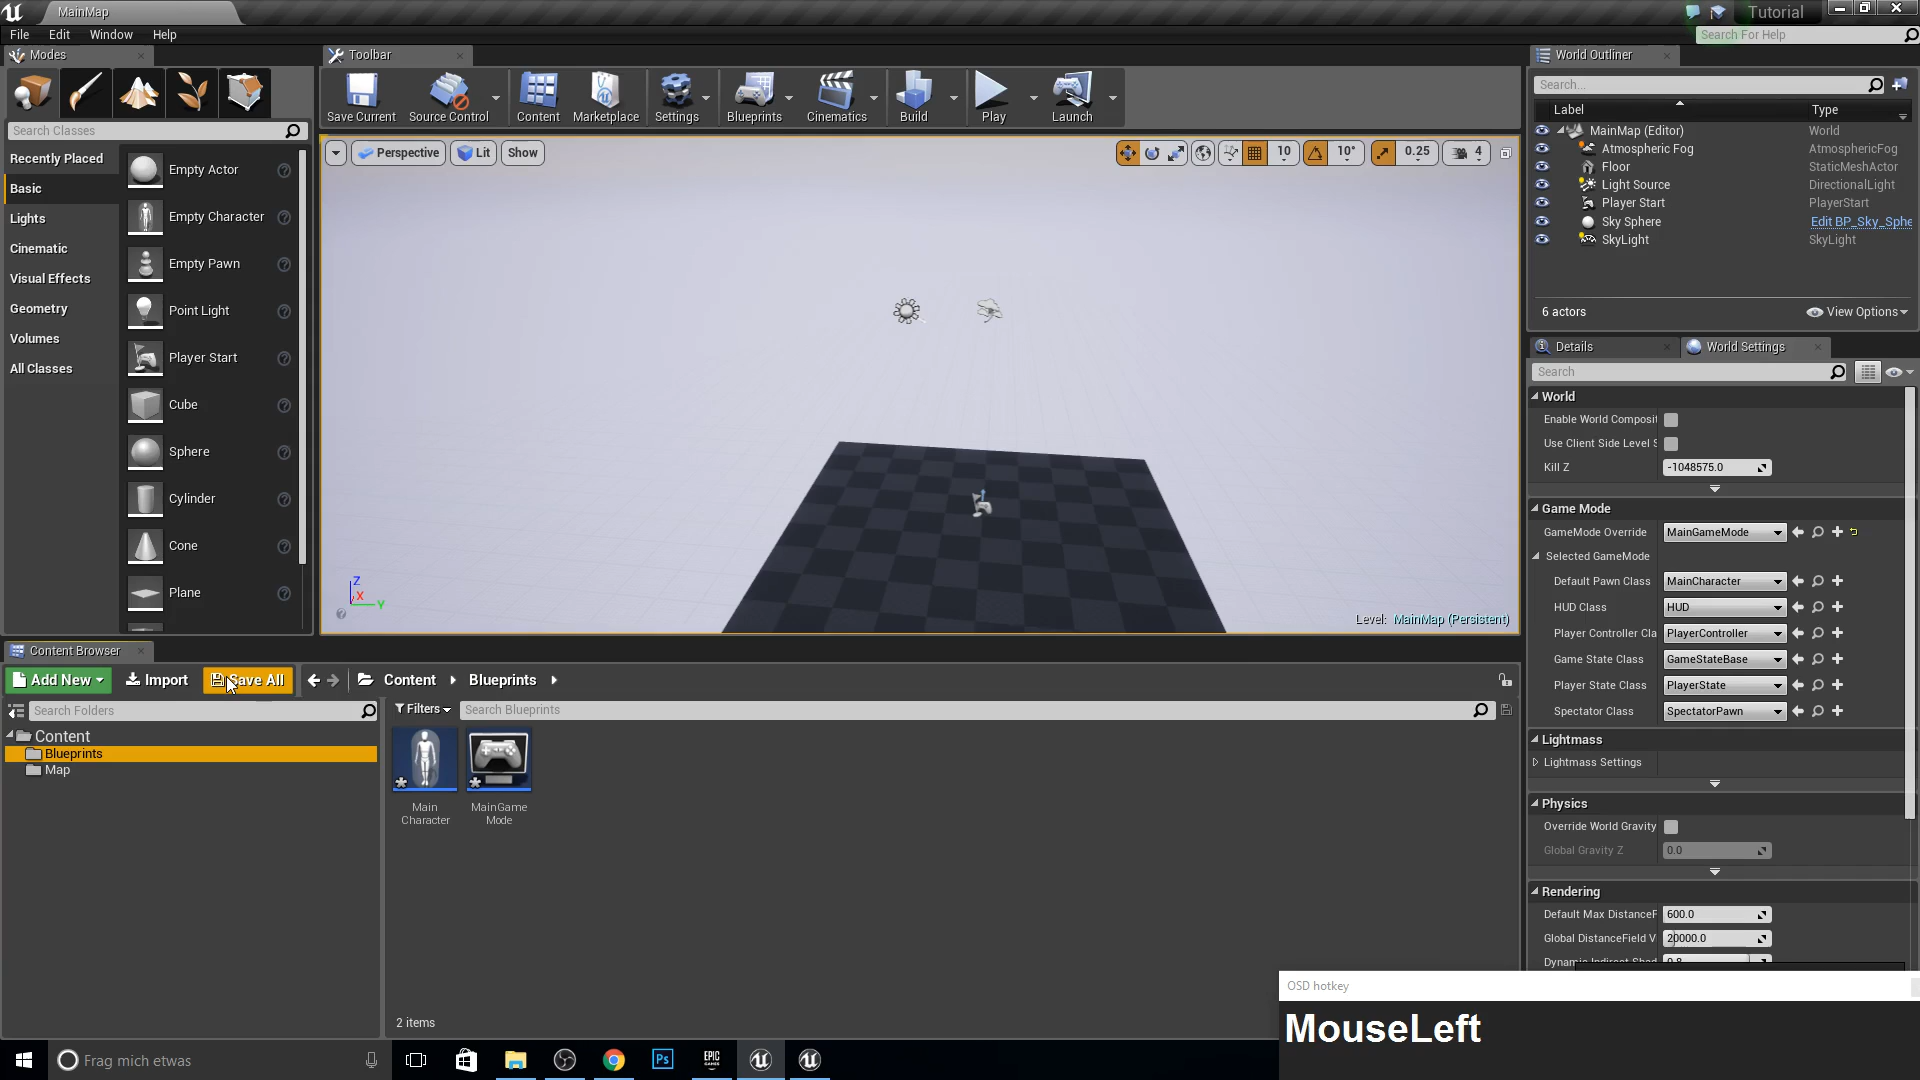 MainMap
Tutorial
File Edit Window Help
Search For Help
Modes
Toolbar
World Outliner
Search Classes
Recently Placed
Basic
Lights
Cinematic
Visual Effects
Geometry
Volumes
All Classes
Empty Actor
Empty Character
Empty Pawn
Point Light
Player Start
Cube
Sphere
Cylinder
Cone
Plane
Save Current
Source Control
Content
Marketplace
Settings
Blueprints
Cinematics
Build
Play
Launch
Perspective
Lit
Show
10
10°
0.25
4
Z
X
Y
Level: MainMap (Persistent)
Search...
Label Type
MainMap (Editor) World
Atmospheric Fog AtmosphericFog
Floor StaticMeshActor
Light Source DirectionalLight
Player Start PlayerStart
Sky Sphere Edit BP_Sky_Sphe
SkyLight SkyLight
6 actors View Options
Details World Settings
Search
World
Enable World Composit
Use Client Side Level S
Kill Z -1048575.0
Game Mode
GameMode Override MainGameMode
Selected GameMode
Default Pawn Class MainCharacter
HUD Class HUD
Player Controller Cla PlayerController
Game State Class GameStateBase
Player State Class PlayerState
Spectator Class SpectatorPawn
Lightmass
Lightmass Settings
Physics
Override World Gravity
Global Gravity Z 0.0
Rendering
Default Max DistanceF 600.0
Global DistanceField V 20000.0
Content Browser
Add New
Import
Save All
Content
Blueprints
Search Folders
Filters
Search Blueprints
Content
Blueprints
Map
Main
Character
MainGame
Mode
2 items
OSD hotkey
MouseLeft
Frag mich etwas
Ps
EPIC
GAMES